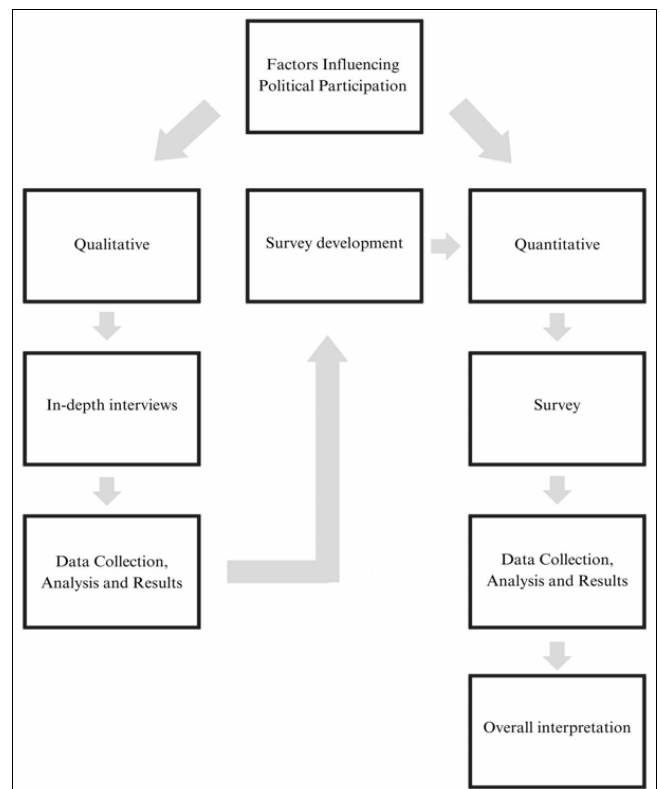 Factors Influencing
Political Participation
Qualitative
Survey development
Quantitative
In-depth interviews
Survey
Data Collection,
Analysis and Results
Data Collection,
Analysis and Results
Overall interpretation